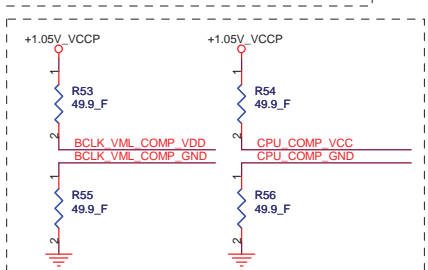 +1.05V_VCCP +1.05V_VCCP
1 1
R53 R54
49.9_F 49.9_F
2 2
BCLK_VML_COMP_VDD CPU_COMP_VCC
BCLK_VML_COMP_GND CPU_COMP_GND
1 1
R55 R56
49.9_F 49.9_F
2 2